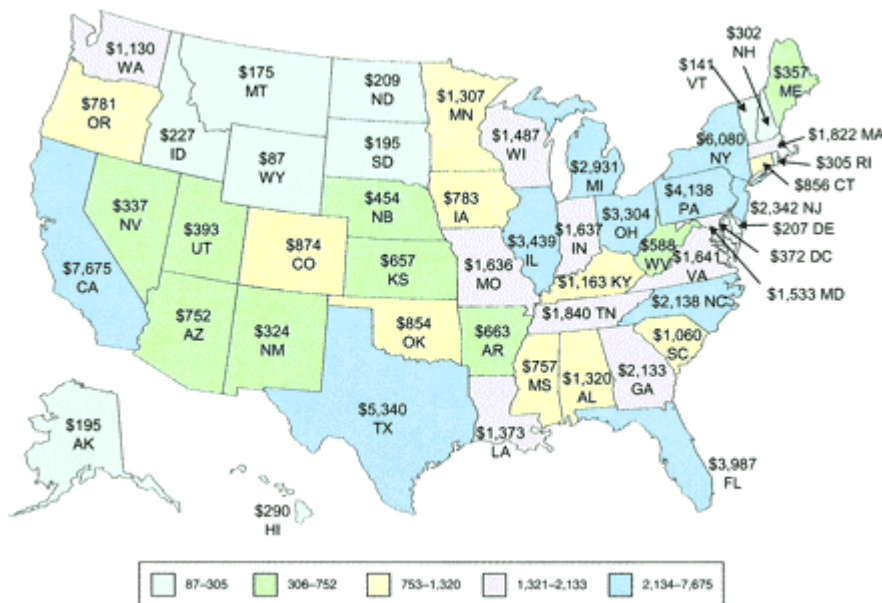 $1,130
WA
$781
OR
$227
ID
$175
MT
$87
WY
$209
ND
$195
SD
$454
NB
$657
KS
$337
NV
$393
UT
$874
CO
$7,675
CA
$752
AZ
$324
NM
$854
OK
$5,340
TX
$1,307
MN
$783
IA
$1,636
MO
$663
AR
$1,373
LA
$1,487
WI
$3,439
IL
$2,931
MI
$1,637
IN
$3,304
OH
$1,163 KY
$1,840 TN
$757
MS
$1,320
AL
$2,133
GA
$3,987
FL
$1,060
SC
$2,138 NC
$1,641
VA
$588
WV
$4,138
PA
$6,080
NY
$141
VT
$302
NH
$357
ME
$1,822 MA
$305 RI
$856 CT
$2,342 NJ
$207 DE
$372 DC
$1,533 MD
$195
AK
$290
HI
87–305
306–752
753–1,320
1,321–2,133
2,134–7,675